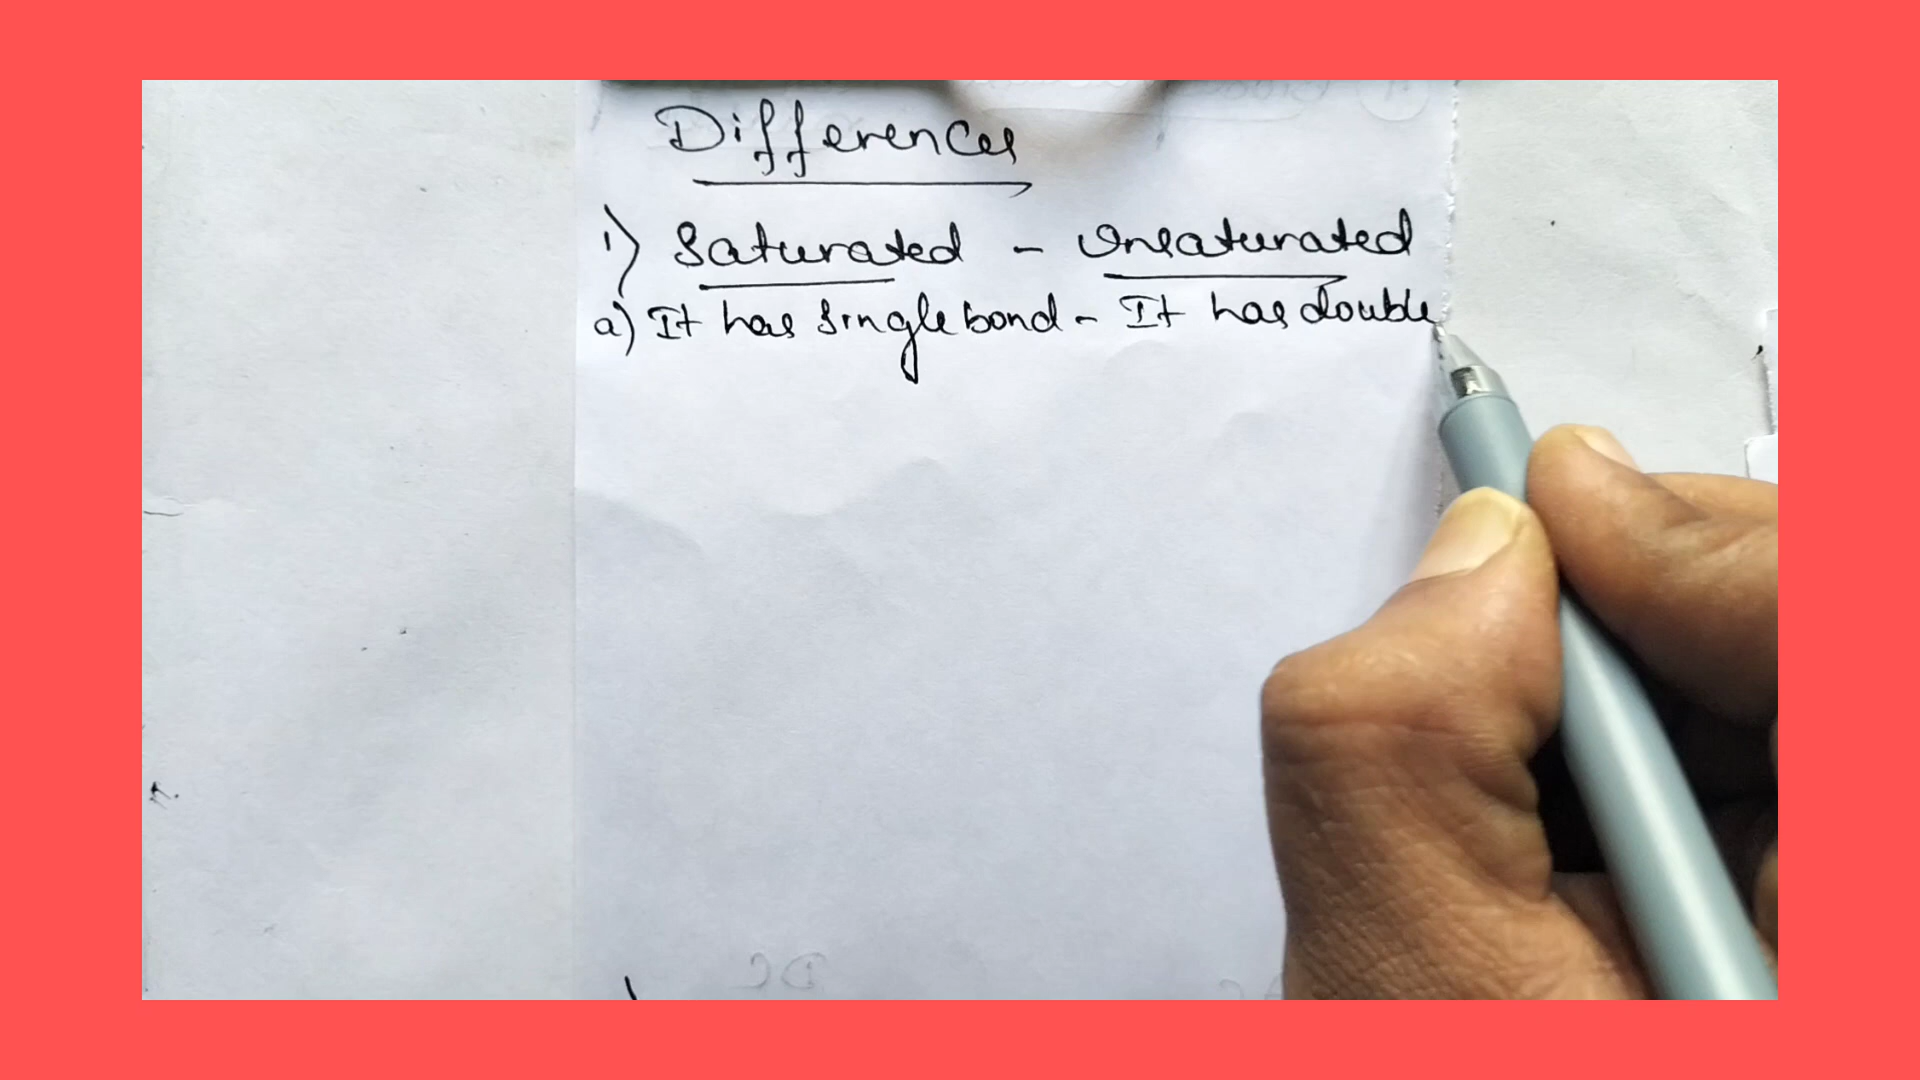 Differences
1) Saturated - Unsaturated
a) It has single bond - It has double